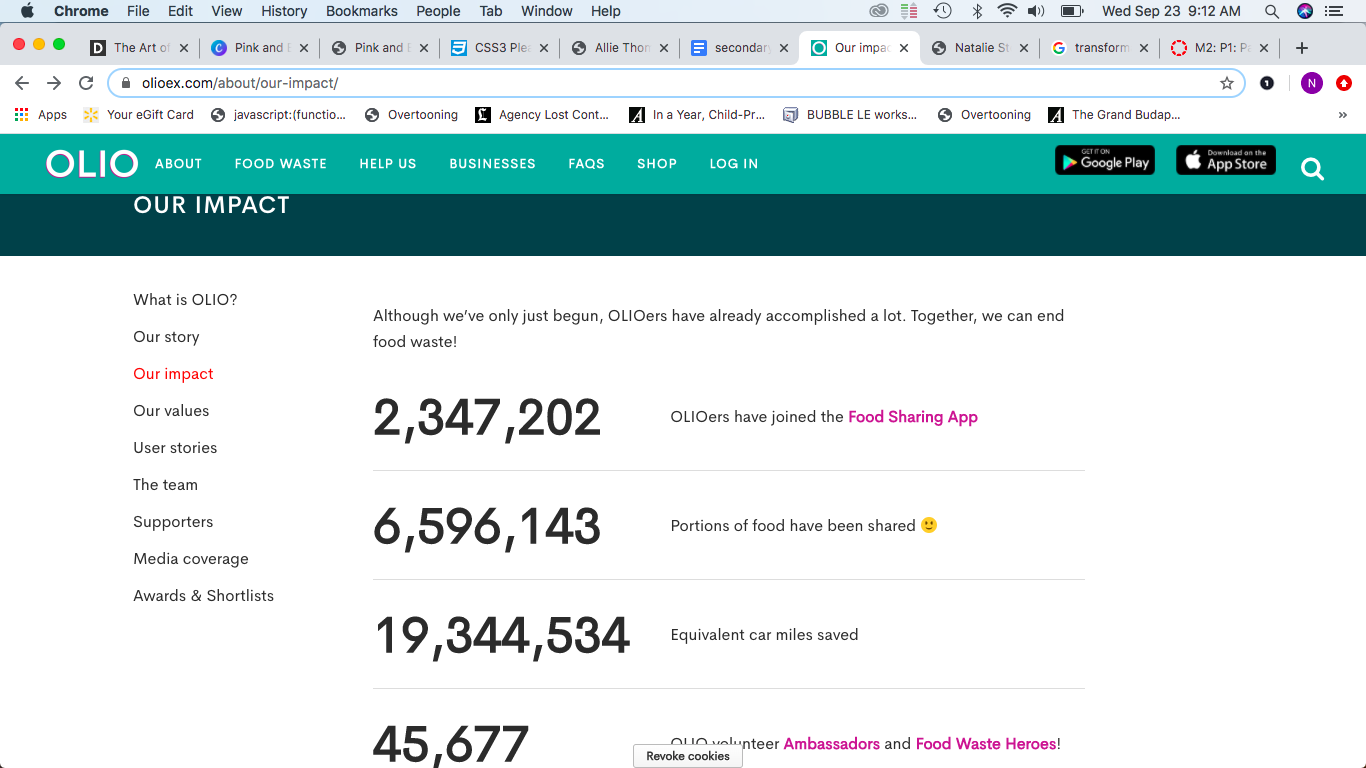 Chrome File Edit View History Bookmarks People Tab Window Help Wed Sep 23 9:12 AM
The Art of Pink and Pink and CSS3 Plea Allie Thon secondar Our impac Natalie St transform M2: P1: Pa
olioex.com/about/our-impact/ N
Apps Your eGift Card javascript:(functio... Overtooning Agency Lost Cont... In a Year, Child-Pr... BUBBLE LE works... Overtooning The Grand Budap... »
OLIO ABOUT FOOD WASTE HELP US BUSINESSES FAQS SHOP LOG IN GET IT ON Google Play Download on the App Store
OUR IMPACT
What is OLIO?
Our story
Our impact
Our values
User stories
The team
Supporters
Media coverage
Awards & Shortlists
Although we've only just begun, OLIOers have already accomplished a lot. Together, we can end
food waste!
2,347,202 OLIOers have joined the Food Sharing App
6,596,143 Portions of food have been shared 🙂
19,344,534 Equivalent car miles saved
45,677 OLIO volunteer Ambassadors and Food Waste Heroes!
Revoke cookies